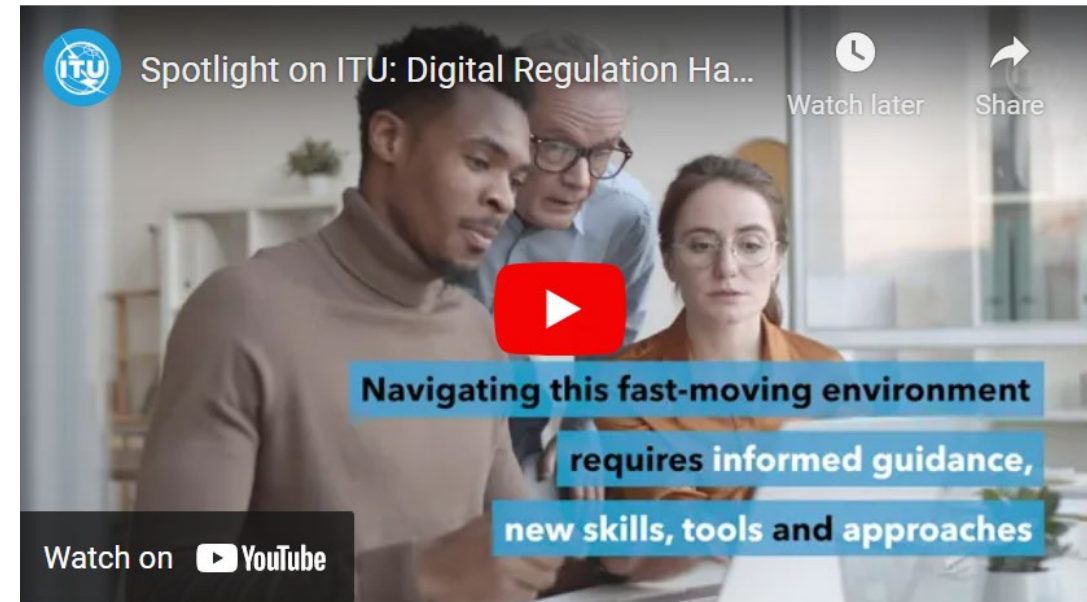 ITU
Spotlight on ITU: Digital Regulation Ha...
Watch later
Share
Navigating this fast-moving environment
requires informed guidance,
new skills, tools and approaches
Watch on YouTube